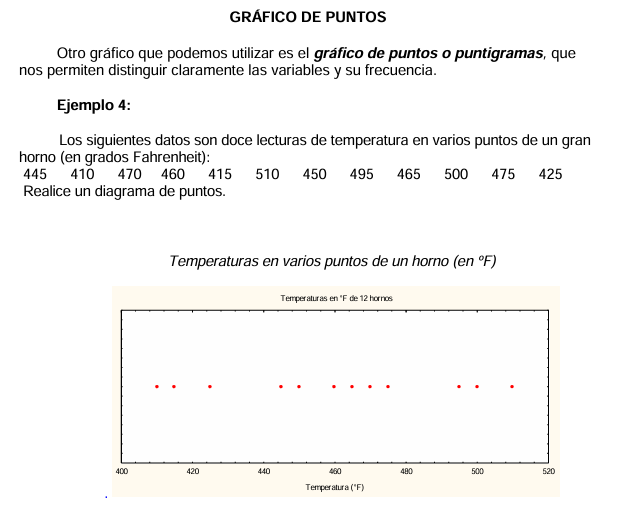 GRÁFICO DE PUNTOS
Otro gráfico que podemos utilizar es el gráfico de puntos o puntigramas, que
nos permiten distinguir claramente las variables y su frecuencia.
Ejemplo 4:
Los siguientes datos son doce lecturas de temperatura en varios puntos de un gran
horno (en grados Fahrenheit):
445 410 470 460 415 510 450 495 465 500 475 425
Realice un diagrama de puntos.
Temperaturas en varios puntos de un horno (en ºF)
Temperaturas en °F de 12 hornos
400 420 440 460 480 500 520
Temperatura (°F)